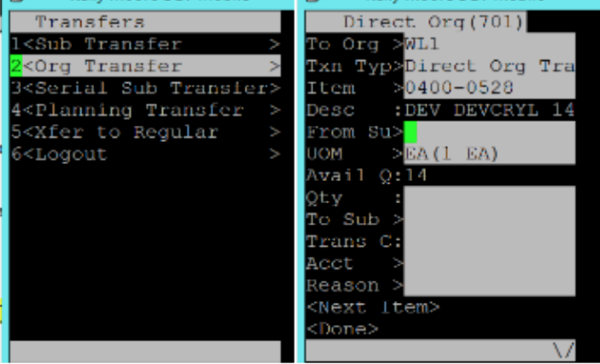 Transfers
1<Sub Transfer >
2<Org Transfer >
3<Serial Sub Transfer>
4<Planning Transfer >
5<Xfer to Regular >
6<Logout >
Direct Org(701)
To Org >WL1
Txn Typ>Direct Org Tra
Item >0400-0528
Desc :DEV DEVCRYL 14
From Su>
UOM >EA(1 EA)
Avail Q:14
Qty :
To Sub >
Trans C:
Acct >
Reason >
<Next Item>
<Done>
\/